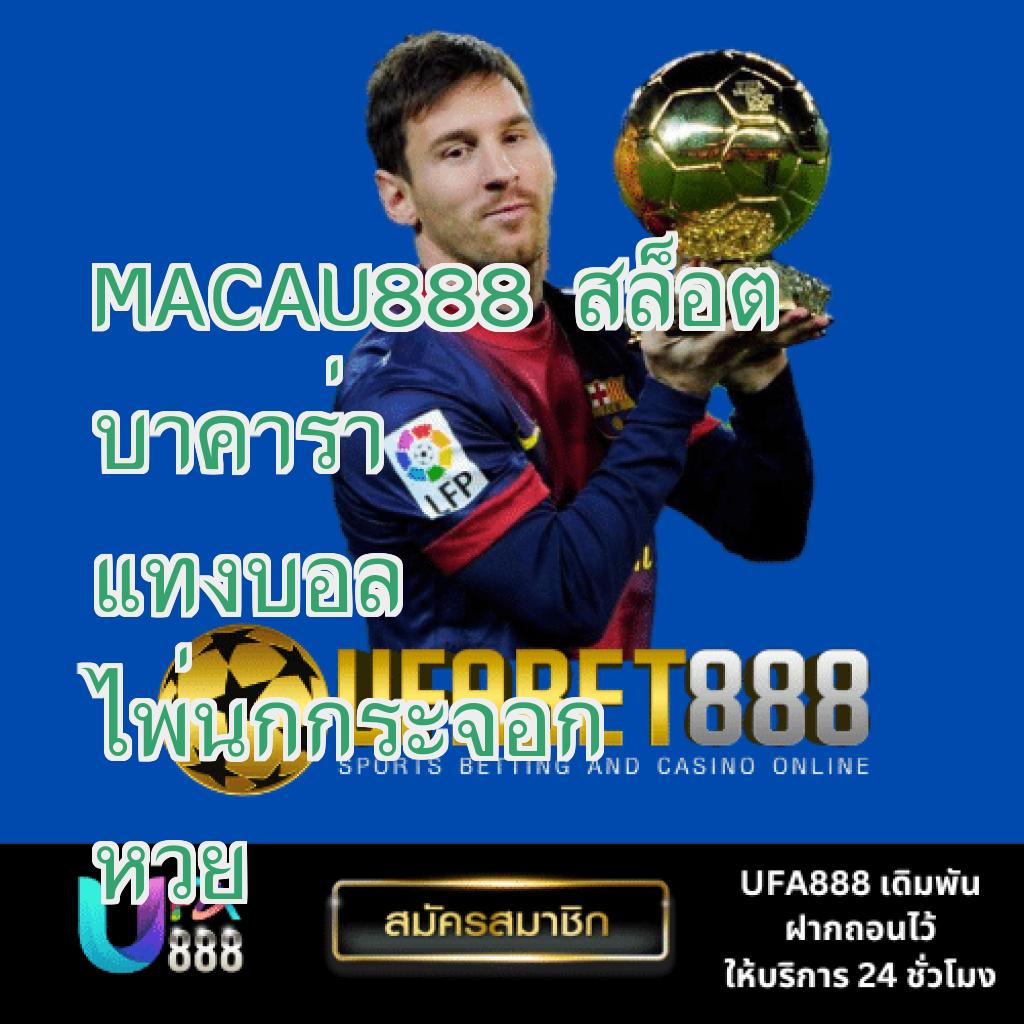 MACAU888 สล็อต
บาคาร่า
LFP
แทงบอล
UFABET888
ไพ่นกกระจอก
SPORTS BETTING AND CASINO ONLINE
หวย
UFA
888
สมัครสมาชิก
UFA888 เดิมพัน
ฝากถอนไว้
ให้บริการ 24 ชั่วโมง